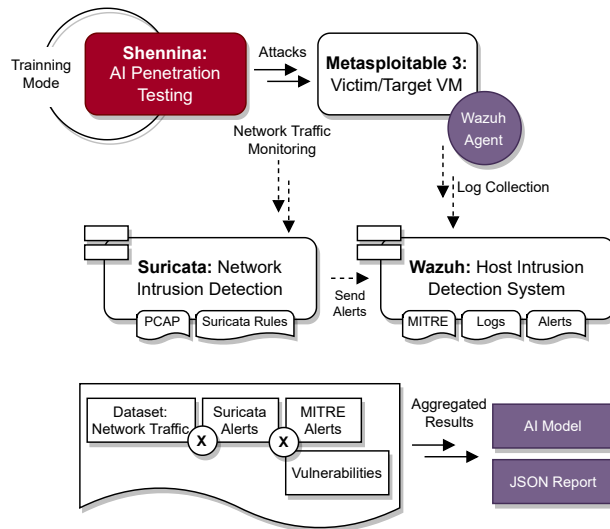 Trainning
Mode
Shennina:
AI Penetration
Testing
Attacks
Metasploitable 3:
Victim/Target VM
Wazuh
Agent
Network Traffic
Monitoring
Log Collection
Suricata: Network
Intrusion Detection
PCAP
Suricata Rules
Send
Alerts
Wazuh: Host Intrusion
Detection System
MITRE
Logs
Alerts
Dataset:
Network Traffic
X
Suricata
Alerts
X
MITRE
Alerts
Vulnerabilities
Aggregated
Results
AI Model
JSON Report